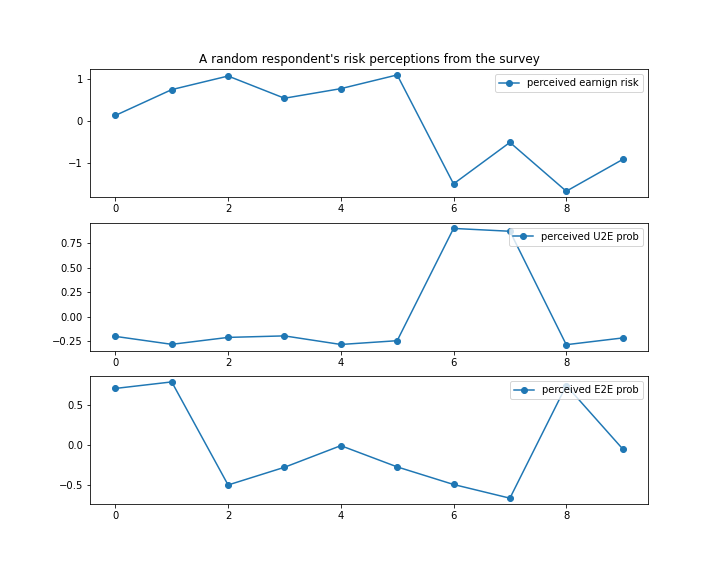 A random respondent's risk perceptions from the survey
perceived earnign risk
1
0
−1
0 2 4 6 8
perceived U2E prob
0.75
0.50
0.25
0.00
−0.25
0 2 4 6 8
perceived E2E prob
0.5
0.0
−0.5
0 2 4 6 8